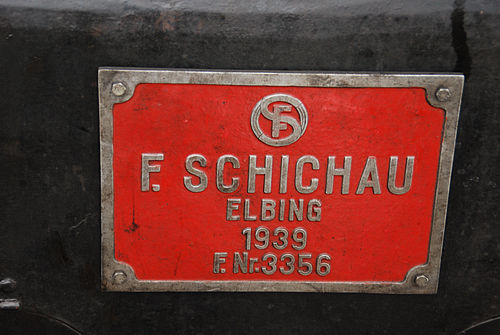 F. SCHICHAU
ELBING
1939
F. Nr. 3356